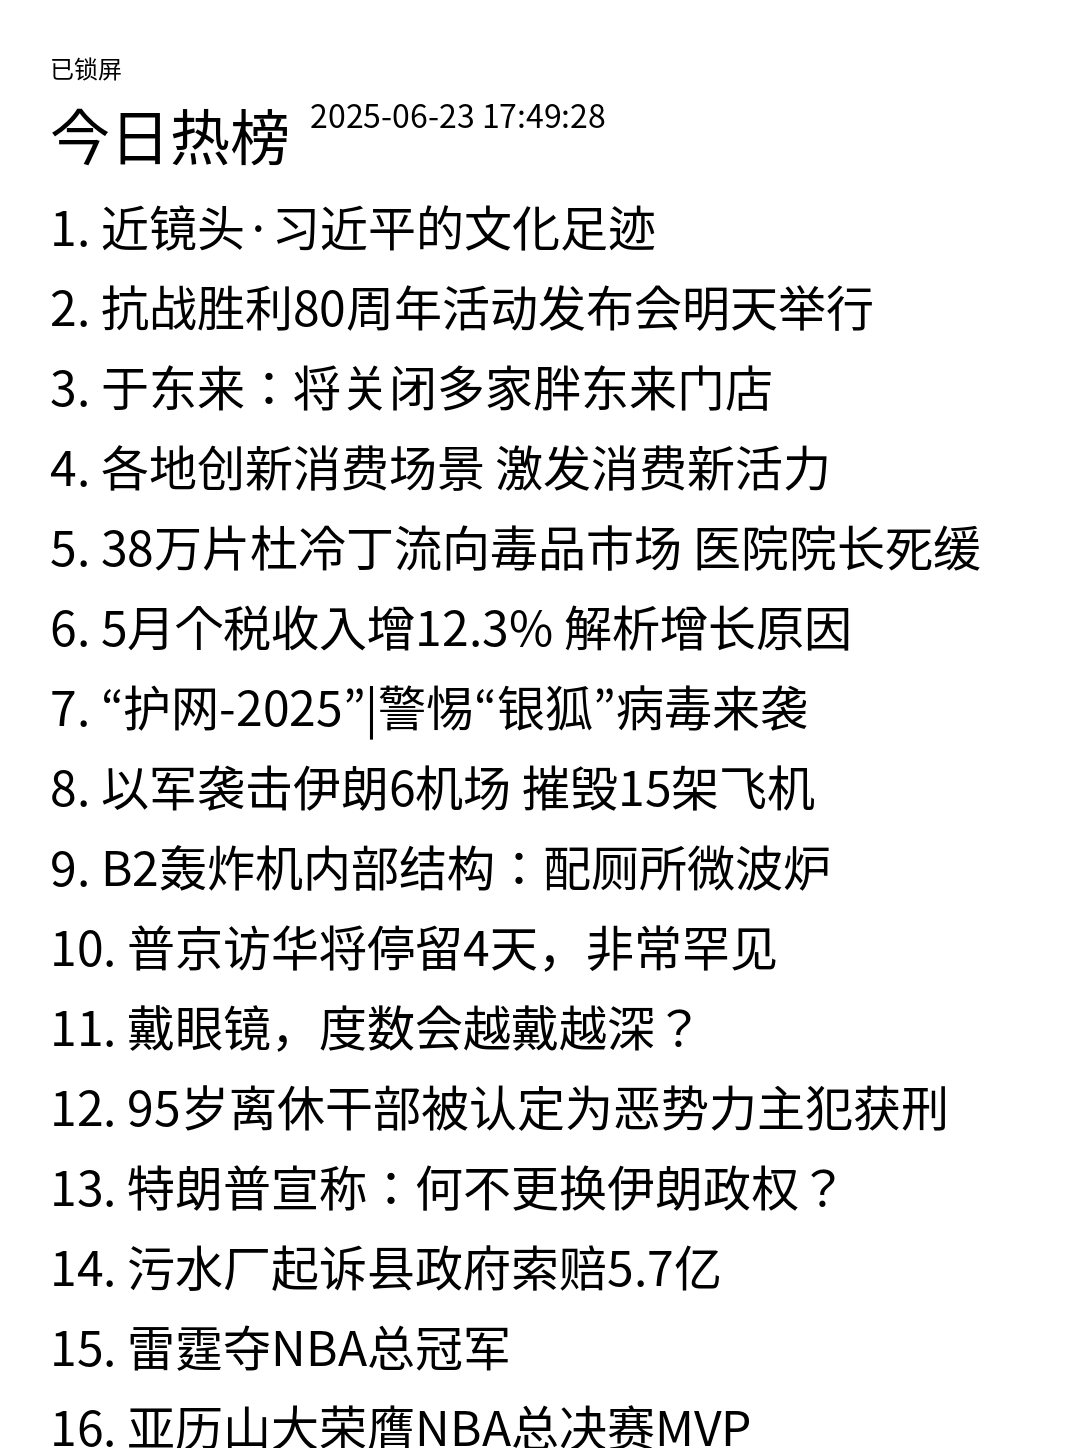 已锁屏
今日热榜 2025-06-23 17:49:28
1. 近镜头·习近平的文化足迹
2. 抗战胜利80周年活动发布会明天举行
3. 于东来：将关闭多家胖东来门店
4. 各地创新消费场景 激发消费新活力
5. 38万片杜冷丁流向毒品市场 医院院长死缓
6. 5月个税收入增12.3% 解析增长原因
7. “护网-2025”|警惕“银狐”病毒来袭
8. 以军袭击伊朗6机场 摧毁15架飞机
9. B2轰炸机内部结构：配厕所微波炉
10. 普京访华将停留4天，非常罕见
11. 戴眼镜，度数会越戴越深？
12. 95岁离休干部被认定为恶势力主犯获刑
13. 特朗普宣称：何不更换伊朗政权？
14. 污水厂起诉县政府索赔5.7亿
15. 雷霆夺NBA总冠军
16. 亚历山大荣膺NBA总决赛MVP